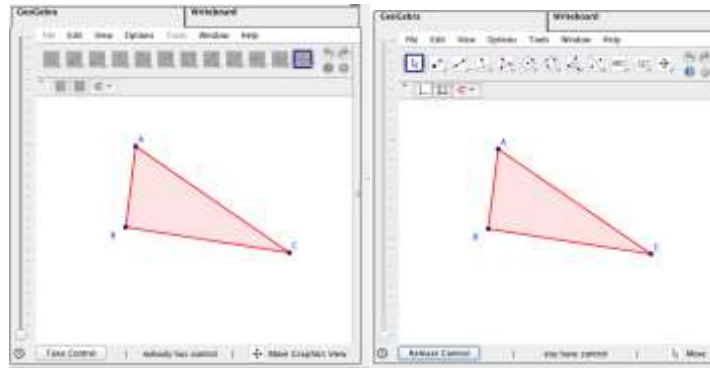 GeoGebra Whiteboard
File Edit View Options Tools Window Help
A
B
C
Take Control nobody has control Move Graphics View
GeoGebra Whiteboard
File Edit View Options Tools Window Help
ABC
A
B
C
Release Control you have control Move